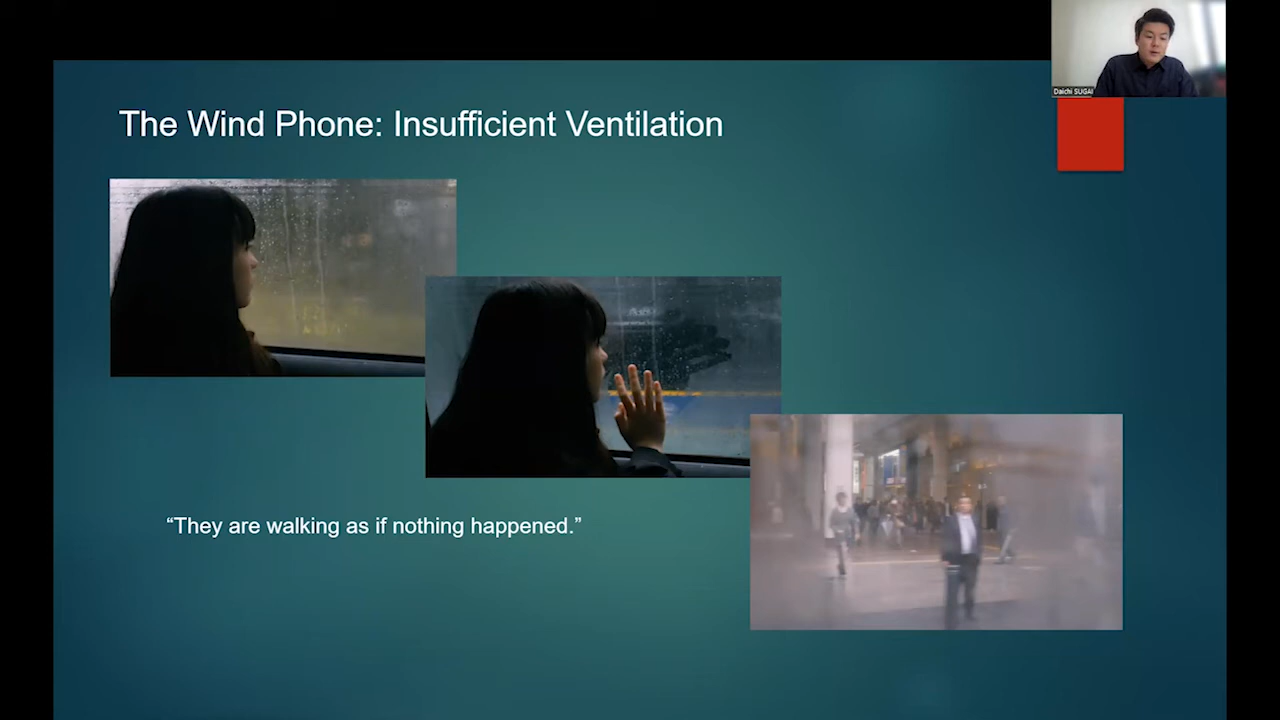 Daichi SUGAI
The Wind Phone: Insufficient Ventilation
“They are walking as if nothing happened.”